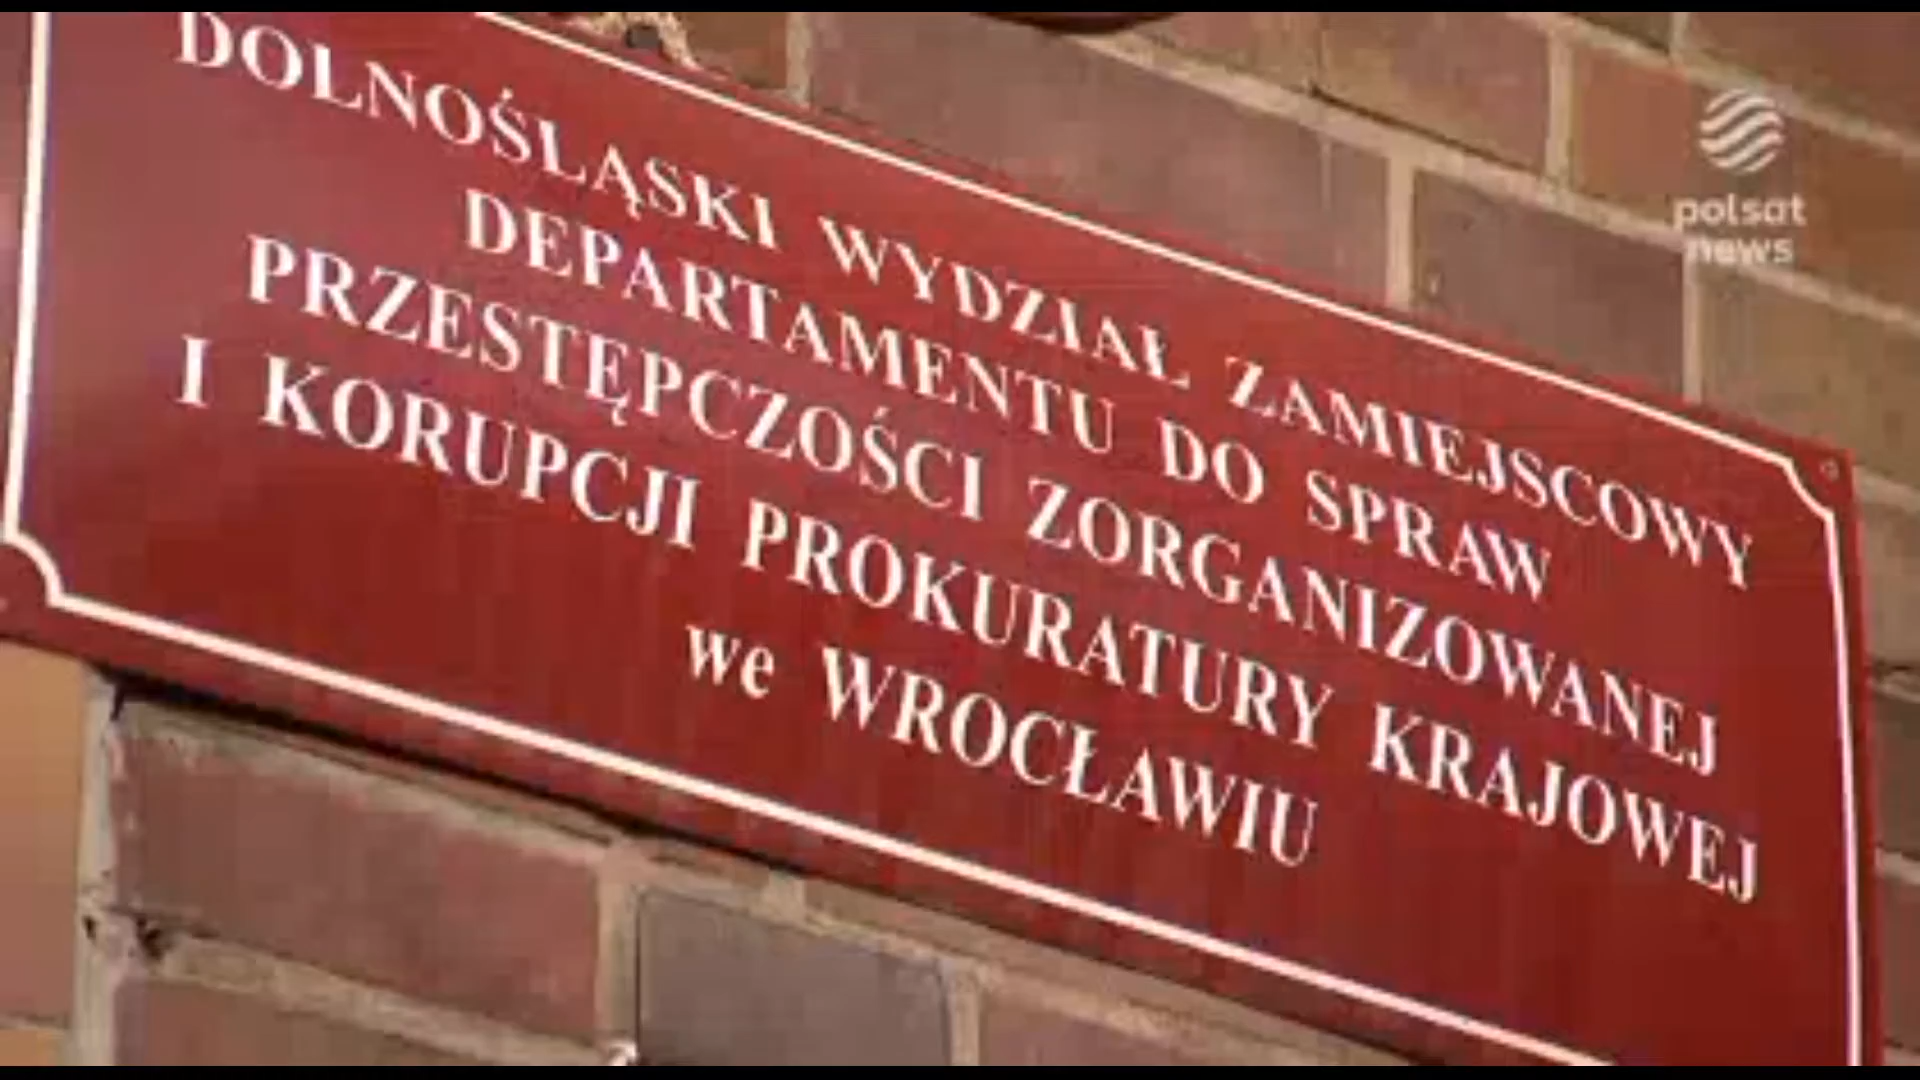 DOLNOŚLĄSKI WYDZIAŁ ZAMIEJSCOWY
DEPARTAMENTU DO SPRAW
PRZESTĘPCZOŚCI ZORGANIZOWANEJ
I KORUPCJI PROKURATURY KRAJOWEJ
we WROCŁAWIU
polsat
news